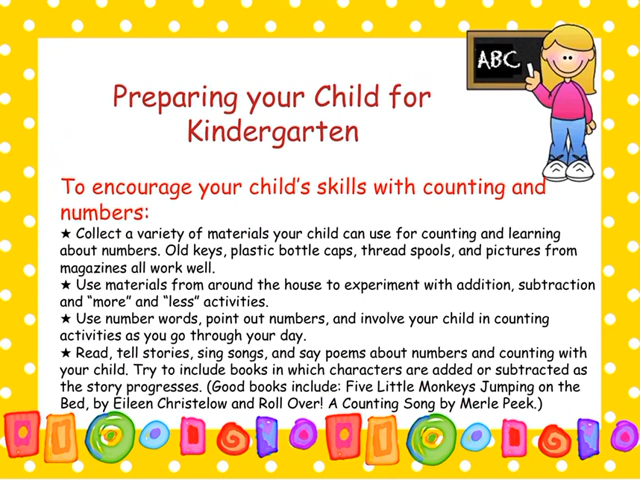 ABC
Preparing your Child for
Kindergarten
To encourage your child's skills with counting and
numbers:
★ Collect a variety of materials your child can use for counting and learning
about numbers. Old keys, plastic bottle caps, thread spools, and pictures from
magazines all work well.
★ Use materials from around the house to experiment with addition, subtraction
and “more” and “less” activities.
★ Use number words, point out numbers, and involve your child in counting
activities as you go through your day.
★ Read, tell stories, sing songs, and say poems about numbers and counting with
your child. Try to include books in which characters are added or subtracted as
the story progresses. (Good books include: Five Little Monkeys Jumping on the
Bed, by Eileen Christelow and Roll Over! A Counting Song by Merle Peek.)